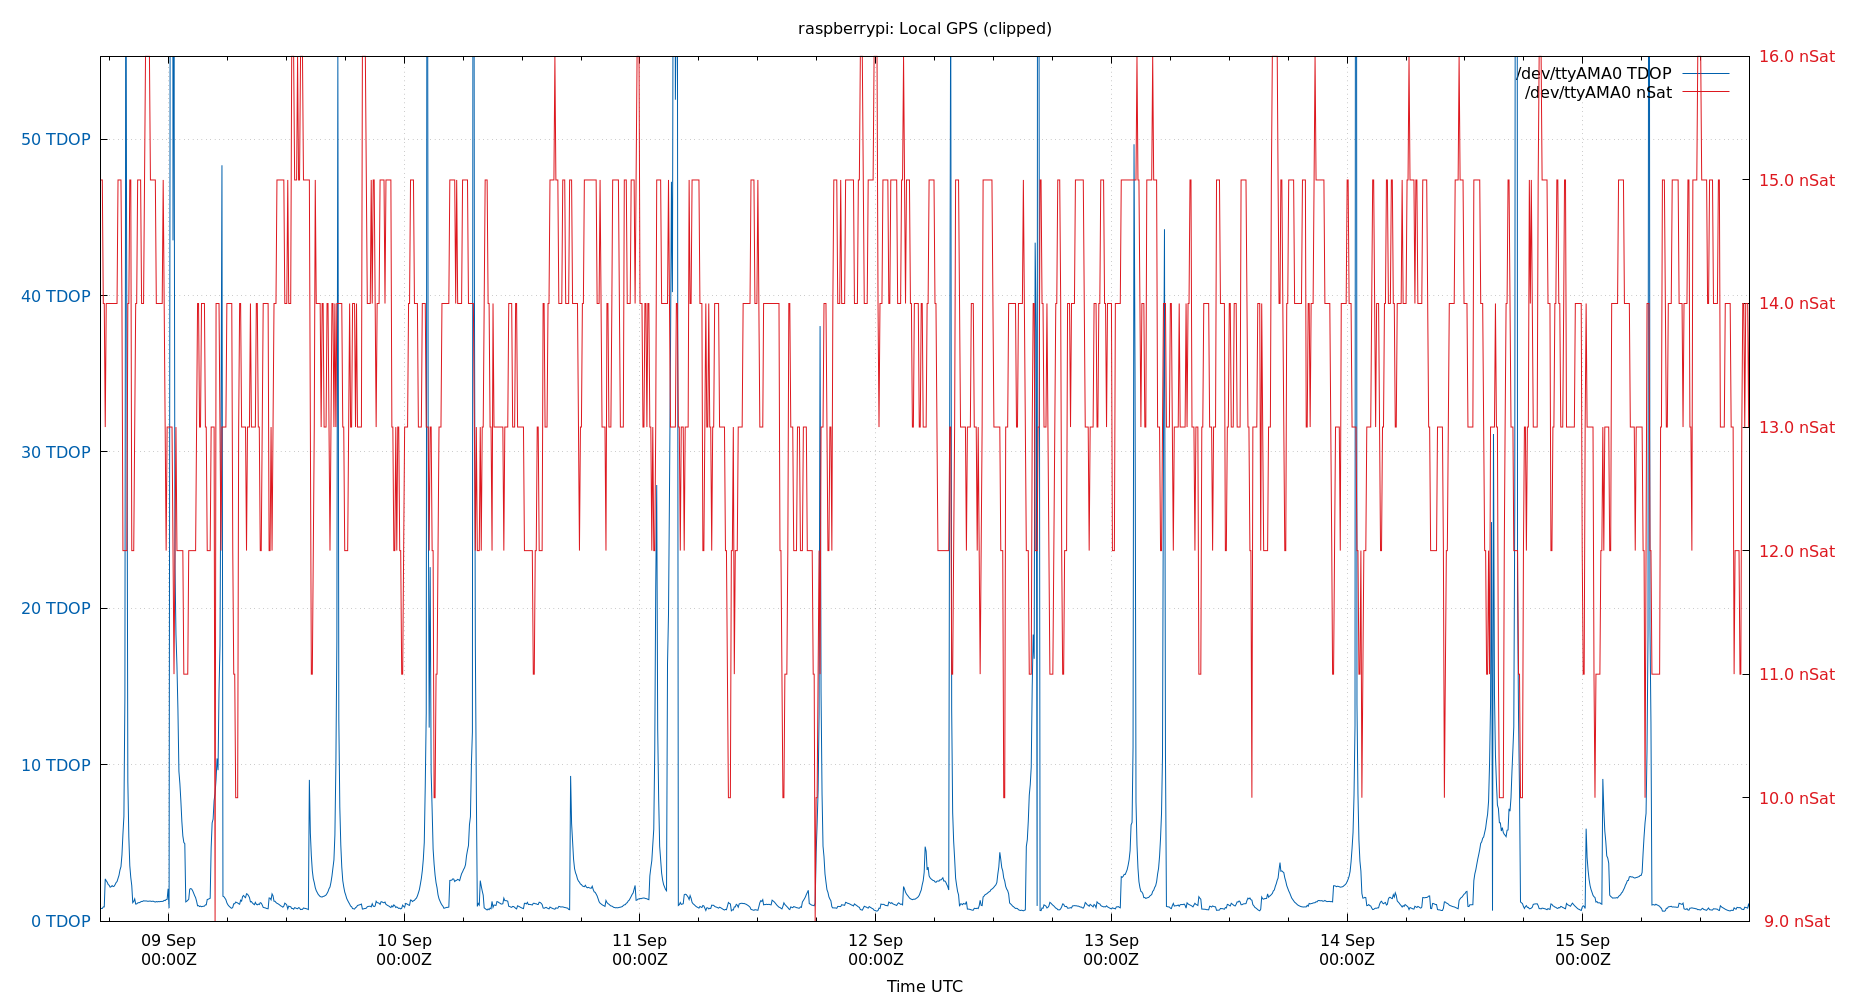 raspberrypi: Local GPS (clipped)
16.0 nSat
/dev/ttyAMA0 TDOP
/dev/ttyAMA0 nSat
50 TDOP
15.0 nSat
40 TDOP
14.0 nSat
30 TDOP
13.0 nSat
12.0 nSat
20 TDOP
11.0 nSat
10 TDOP
10.0 nSat
0 TDOP
9.0 nSat
09 Sep 10 Sep 11 Sep 12 Sep 13 Sep 14 Sep 15 Sep
00:00Z 00:00Z 00:00Z 00:00Z 00:00Z 00:00Z 00:00Z
Time UTC